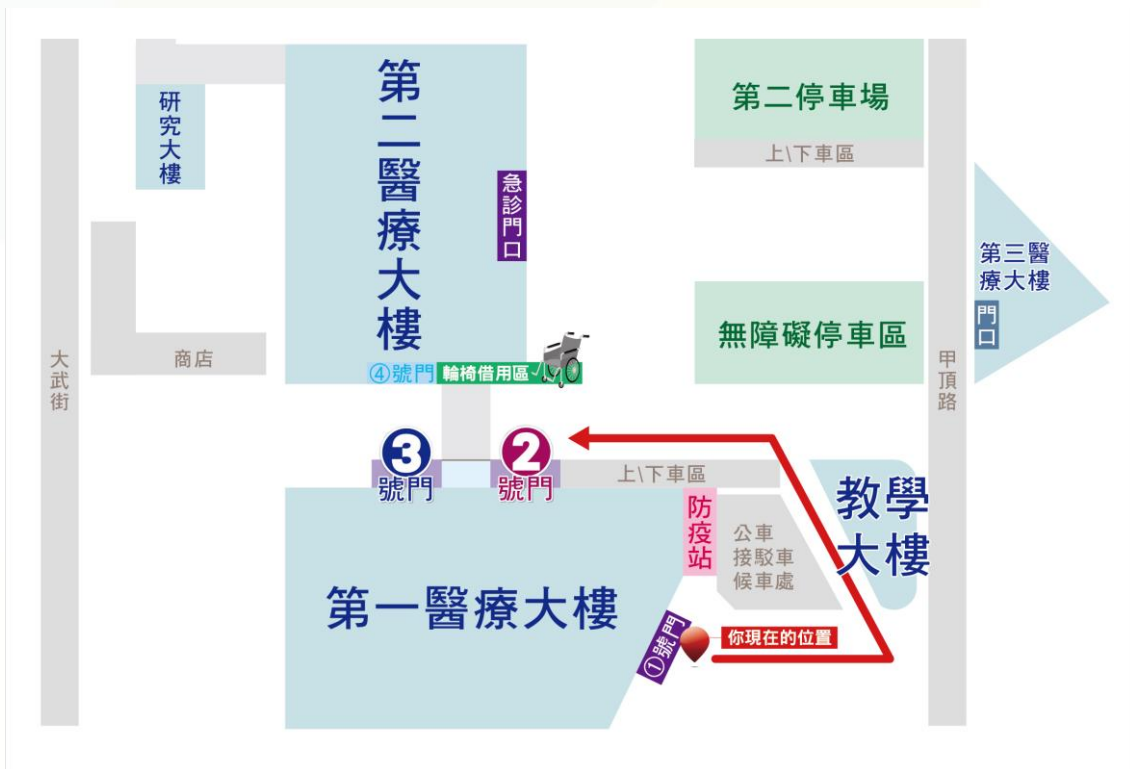 第二醫療大樓
研究大樓
急診門口
第二停車場
上\下車區
第三醫
療大樓
門口
無障礙停車區
大武街
商店
甲頂路
④號門
輪椅借用區
3
號門
2
號門
上\下車區
防疫站
公車
接駁車
候車處
教學
大樓
第一醫療大樓
①號門
你現在的位置